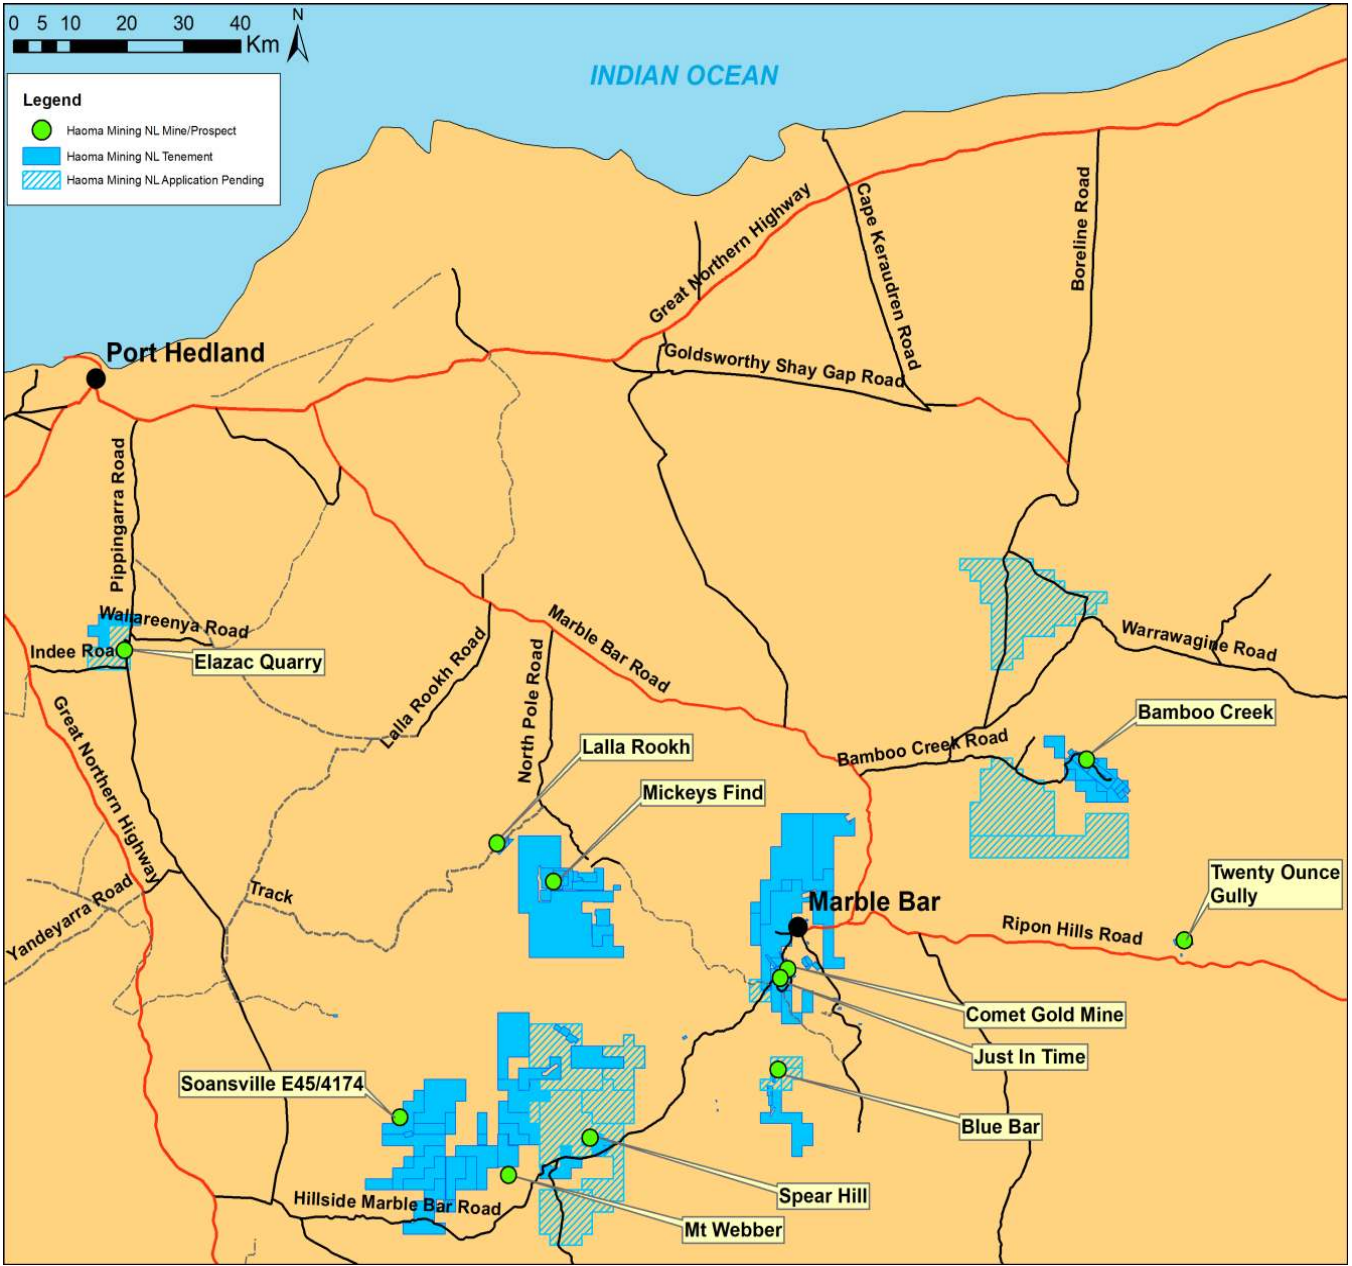 0 5 10 20 30 40
Km
N
INDIAN OCEAN
Legend
Haoma Mining NL Mine/Prospect
Haoma Mining NL Tenement
Haoma Mining NL Application Pending
Great Northern Highway
Cape Keraudren Road
Boreline Road
Port Hedland
Goldsworthy Shay Gap Road
Pippingarra Road
Wallareenya Road
Indee Roa
Elazac Quarry
Marble Bar Road
Lalla Rookh Road
North Pole Road
Warrawagine Road
Great Northern Highway
Bamboo Creek
Bamboo Creek Road
Lalla Rookh
Mickeys Find
Yandeyarra Road
Track
Marble Bar
Twenty Ounce
Gully
Ripon Hills Road
Comet Gold Mine
Just In Time
Soansville E45/4174
Blue Bar
Spear Hill
Hillside Marble Bar Road
Mt Webber